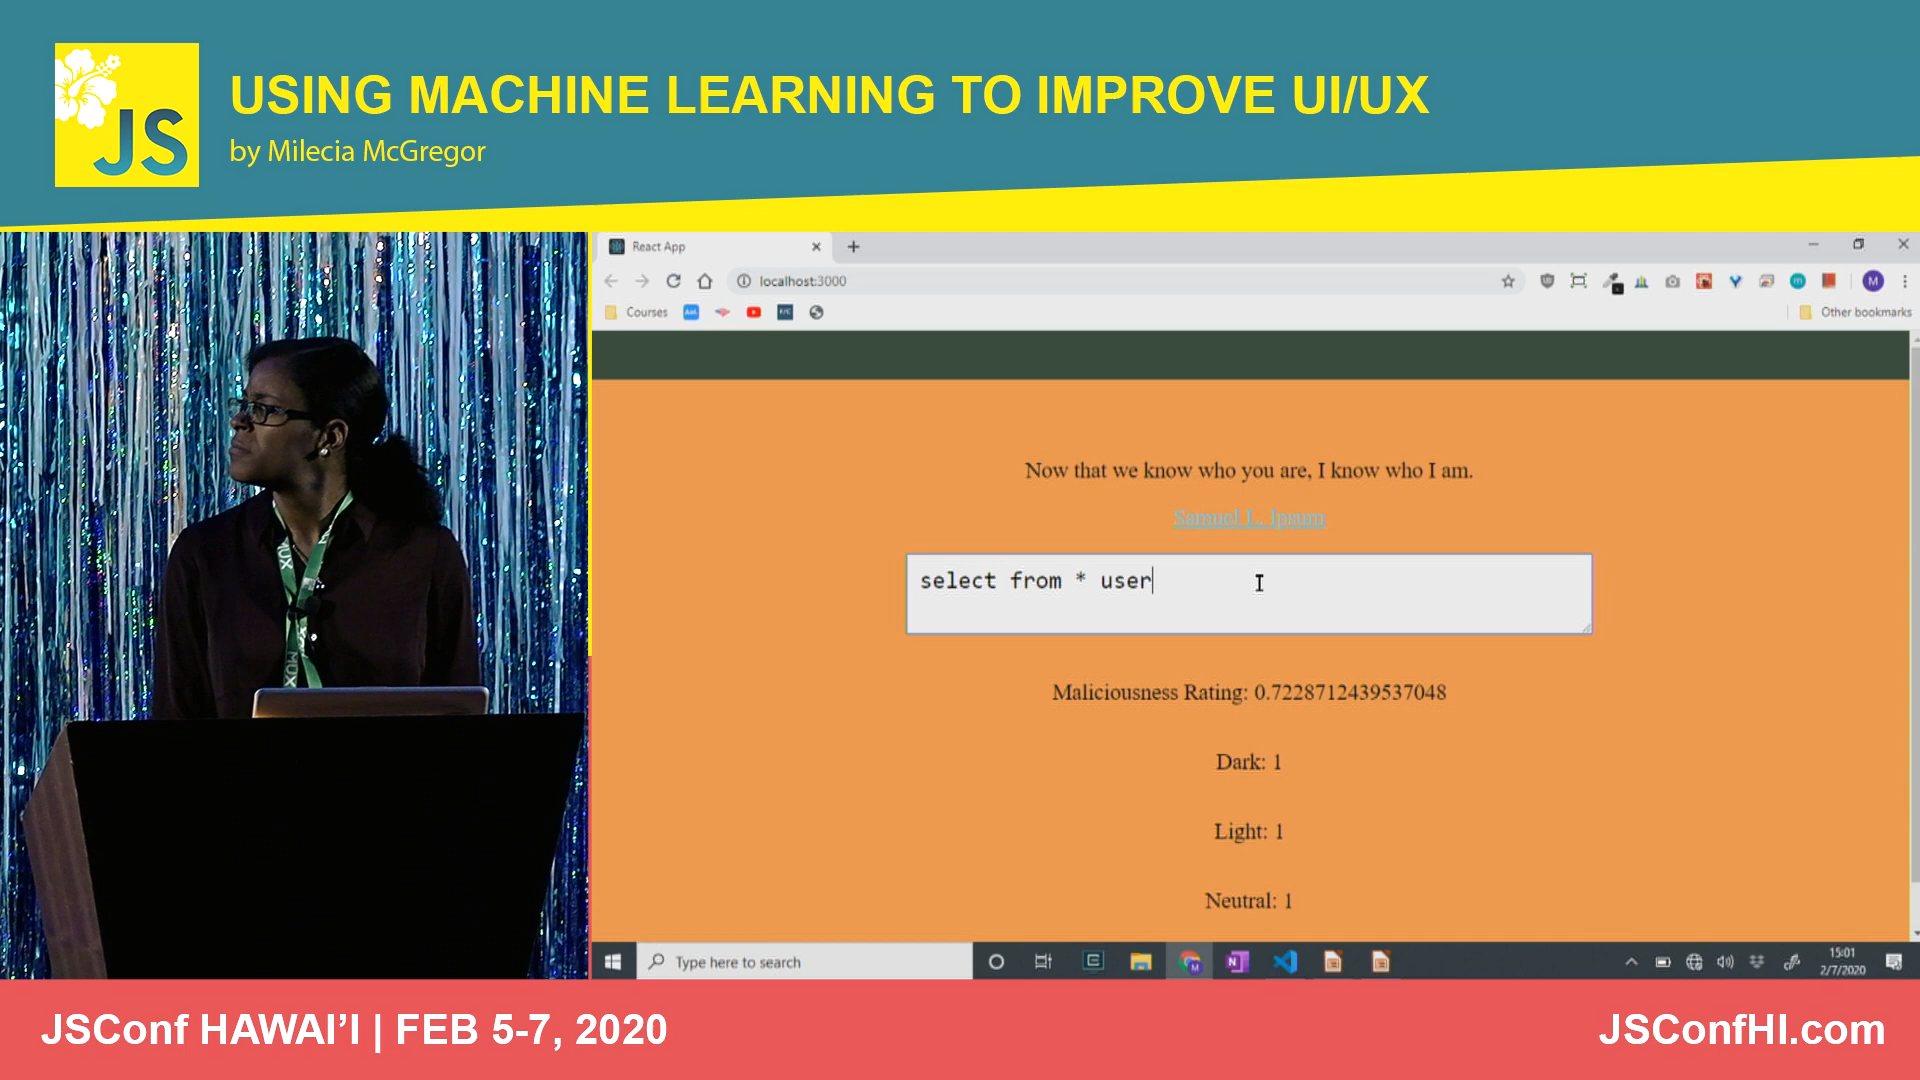 JS
USING MACHINE LEARNING TO IMPROVE UI/UX
by Milecia McGregor
React App
localhost:3000
M
Courses
Other bookmarks
Now that we know who you are, I know who I am.
Samuel L. Ipsum
select from * user
Maliciousness Rating: 0.7228712439537048
Dark: 1
Light: 1
Neutral: 1
MUX
MUX
Type here to search
15:01
2/7/2020
JSConf HAWAI’I | FEB 5-7, 2020
JSConfHI.com